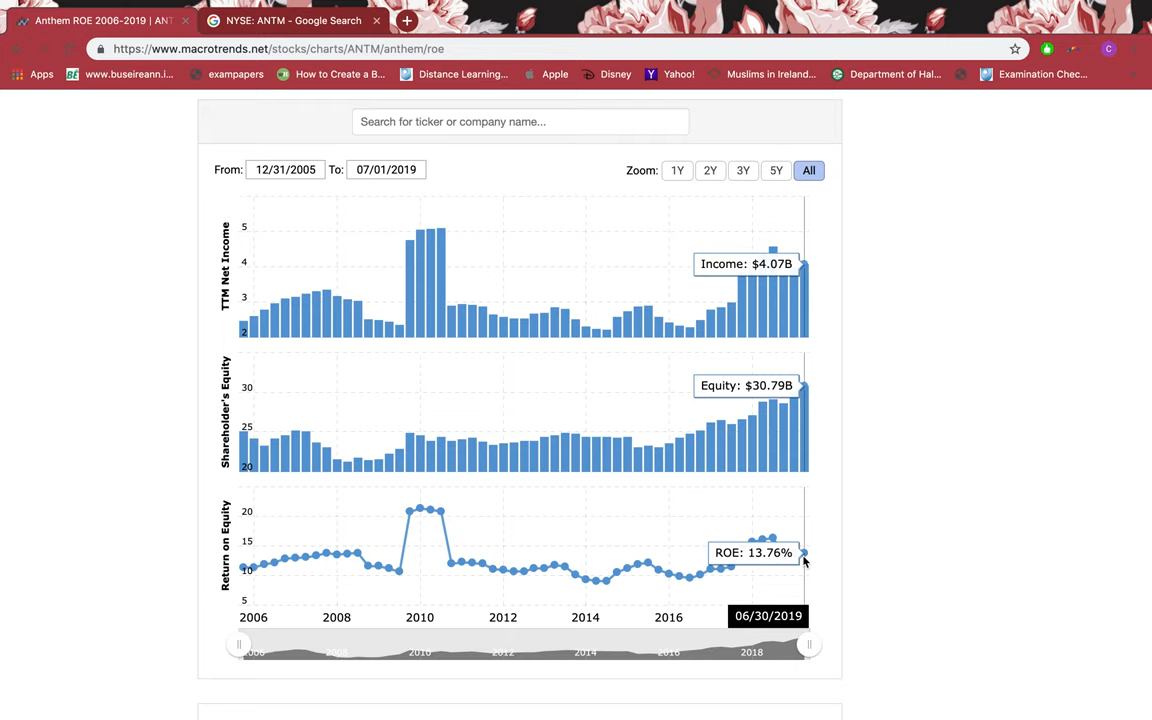 Anthem ROE 2006-2019 | ANT
NYSE: ANTM - Google Search
https://www.macrotrends.net/stocks/charts/ANTM/anthem/roe
C
Apps
BÉ www.buseireann.i...
exampapers
How to Create a B...
Distance Learning,...
Apple
Disney
Y Yahoo!
Muslims in Ireland...
Department of Hal...
Examination Chec...
Search for ticker or company name...
From: 12/31/2005 To: 07/01/2019
Zoom: 1Y 2Y 3Y 5Y All
TTM Net Income
5
4
3
2
Income: $4.07B
Shareholder's Equity
30
25
20
Equity: $30.79B
Return on Equity
20
15
10
5
ROE: 13.76%
2006 2008 2010 2012 2014 2016
06/30/2019
2006 2008 2010 2012 2014 2016 2018